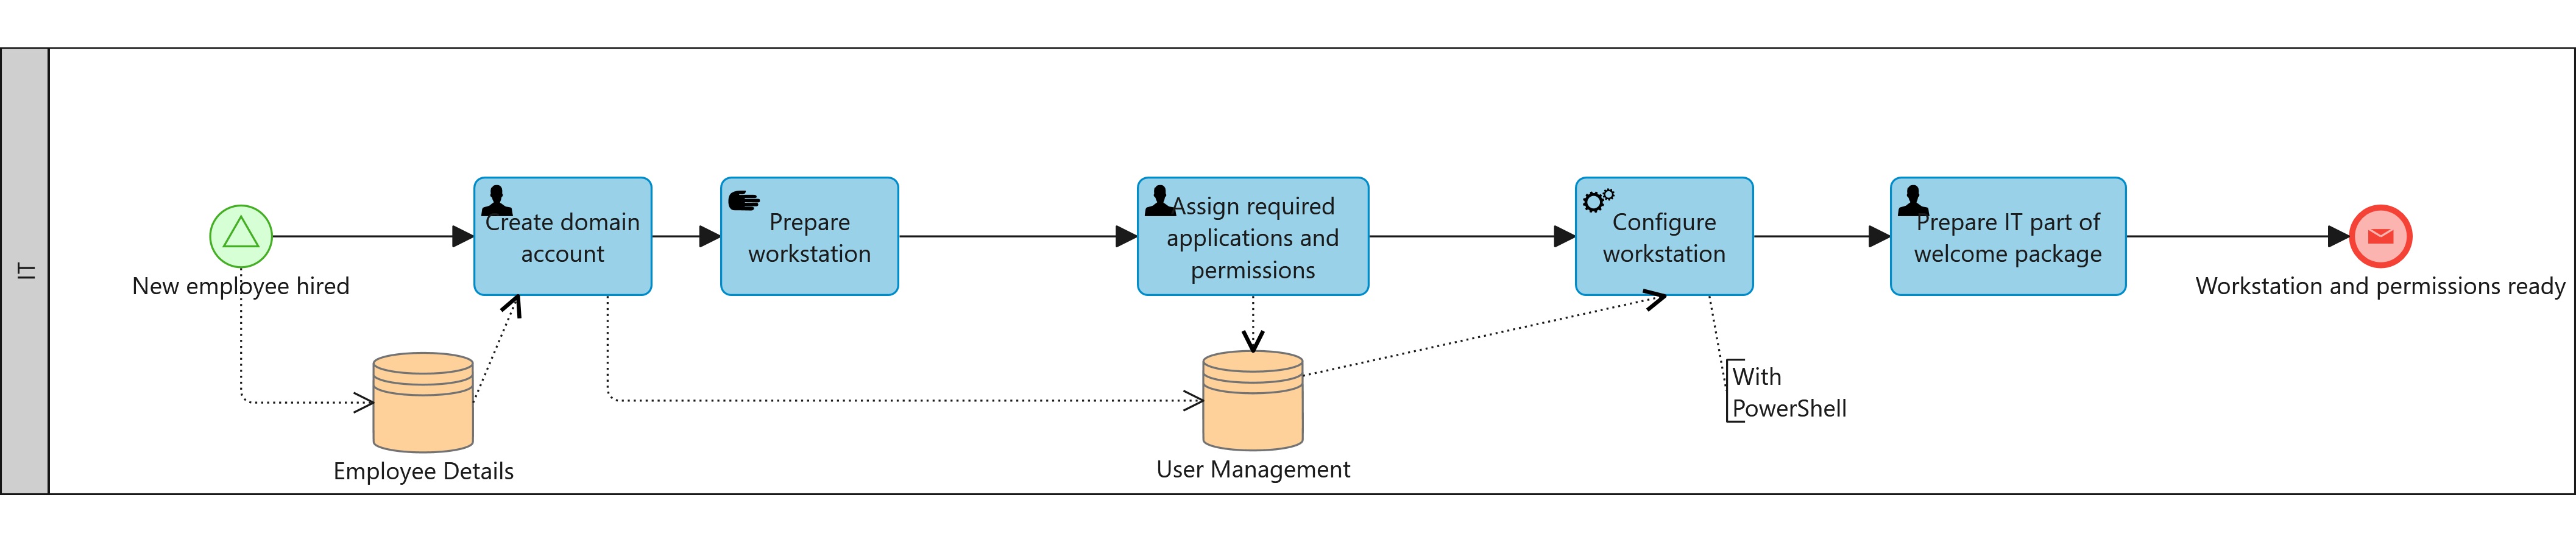 IT
New employee hired
Create domain
account
Prepare
workstation
Assign required
applications and
permissions
Configure
workstation
Prepare IT part of
welcome package
Workstation and permissions ready
Employee Details
User Management
With
PowerShell